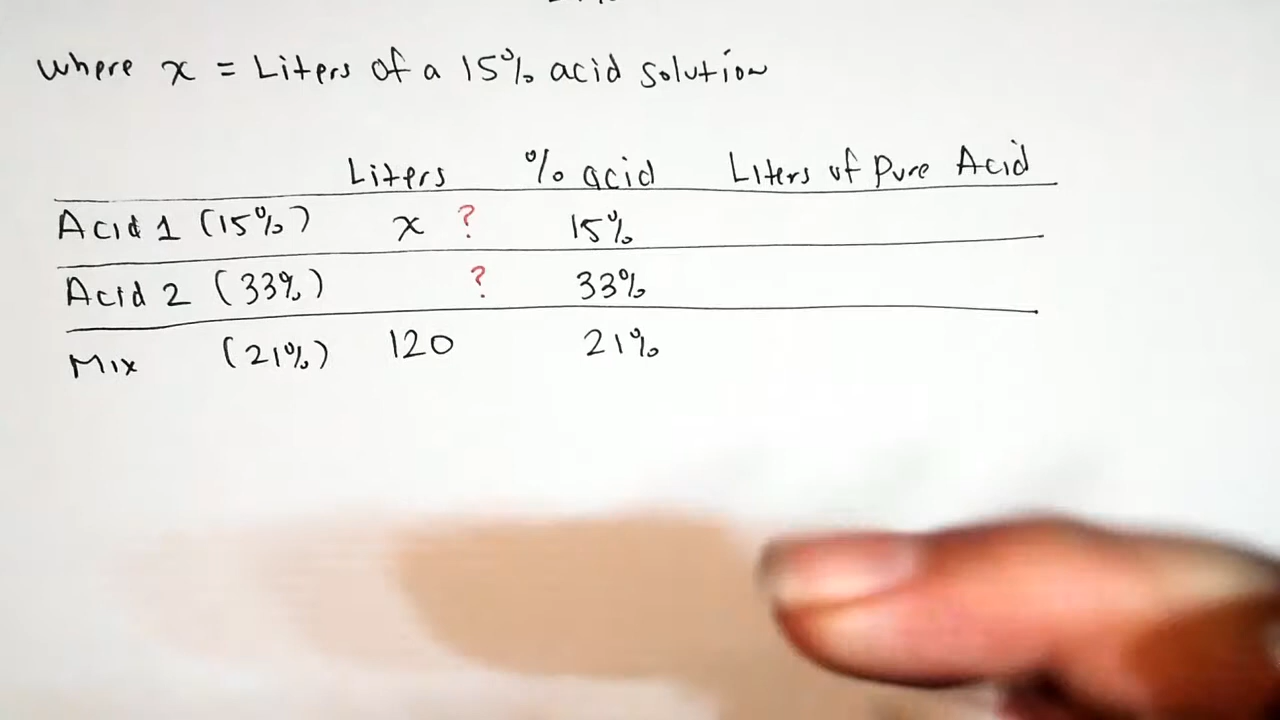 where x = Liters of a 15% acid solution
Liters % acid Liters of Pure Acid
Acid 1 (15%) x ? 15%
Acid 2 (33%) ? 33%
Mix (21%) 120 21%